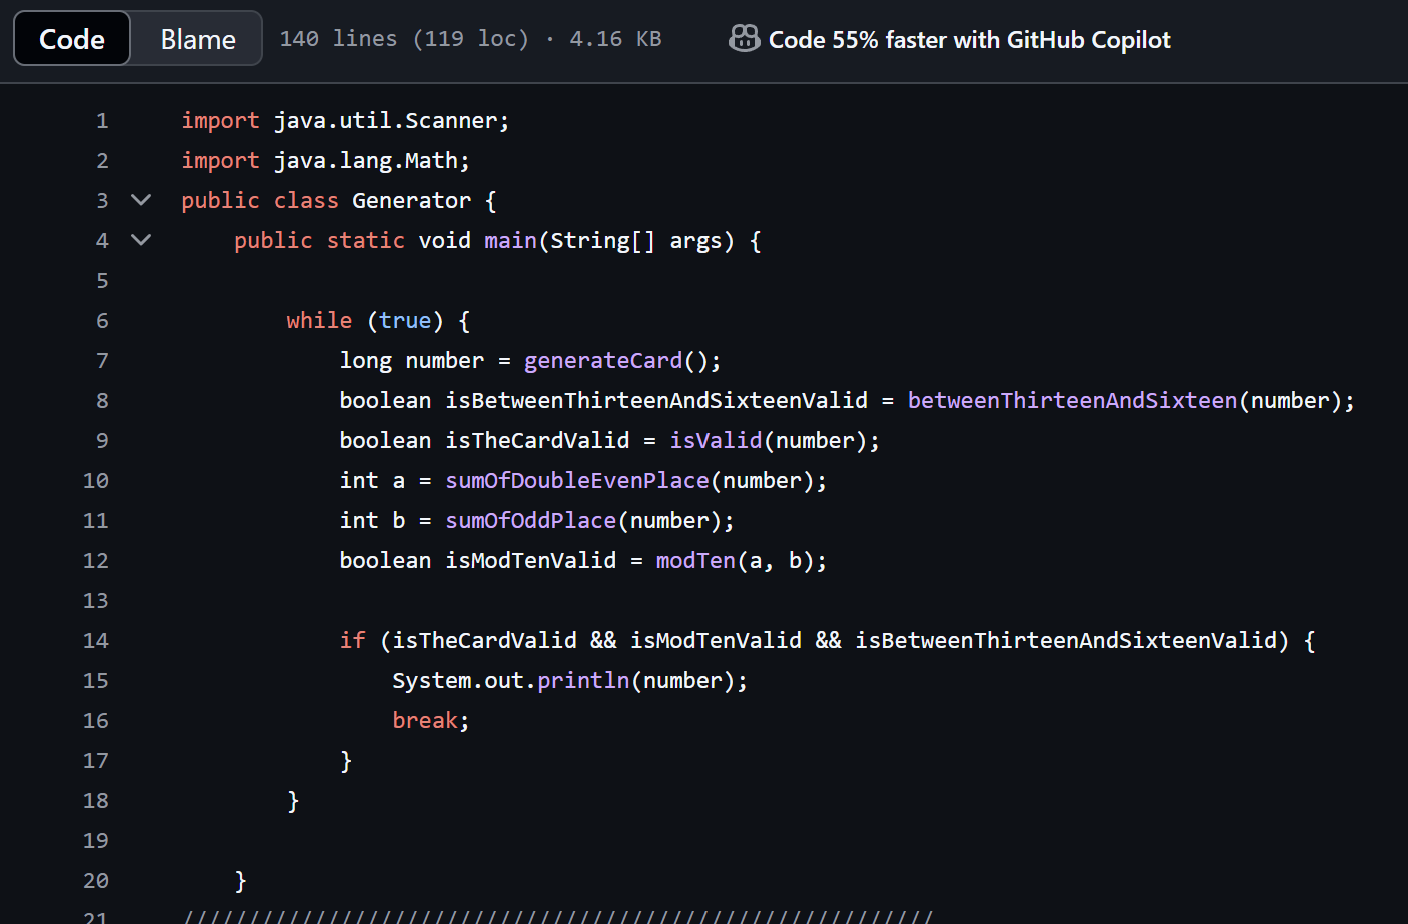 Code Blame 140 lines (119 loc) · 4.16 KB Code 55% faster with GitHub Copilot
1 import java.util.Scanner;
2 import java.lang.Math;
3 public class Generator {
4 public static void main(String[] args) {
5
6 while (true) {
7 long number = generateCard();
8 boolean isBetweenThirteenAndSixteenValid = betweenThirteenAndSixteen(number);
9 boolean isTheCardValid = isValid(number);
10 int a = sumOfDoubleEvenPlace(number);
11 int b = sumOfOddPlace(number);
12 boolean isModTenValid = modTen(a, b);
13
14 if (isTheCardValid && isModTenValid && isBetweenThirteenAndSixteenValid) {
15 System.out.println(number);
16 break;
17 }
18 }
19
20 }
21 /////////////////////////////////////////////////////////